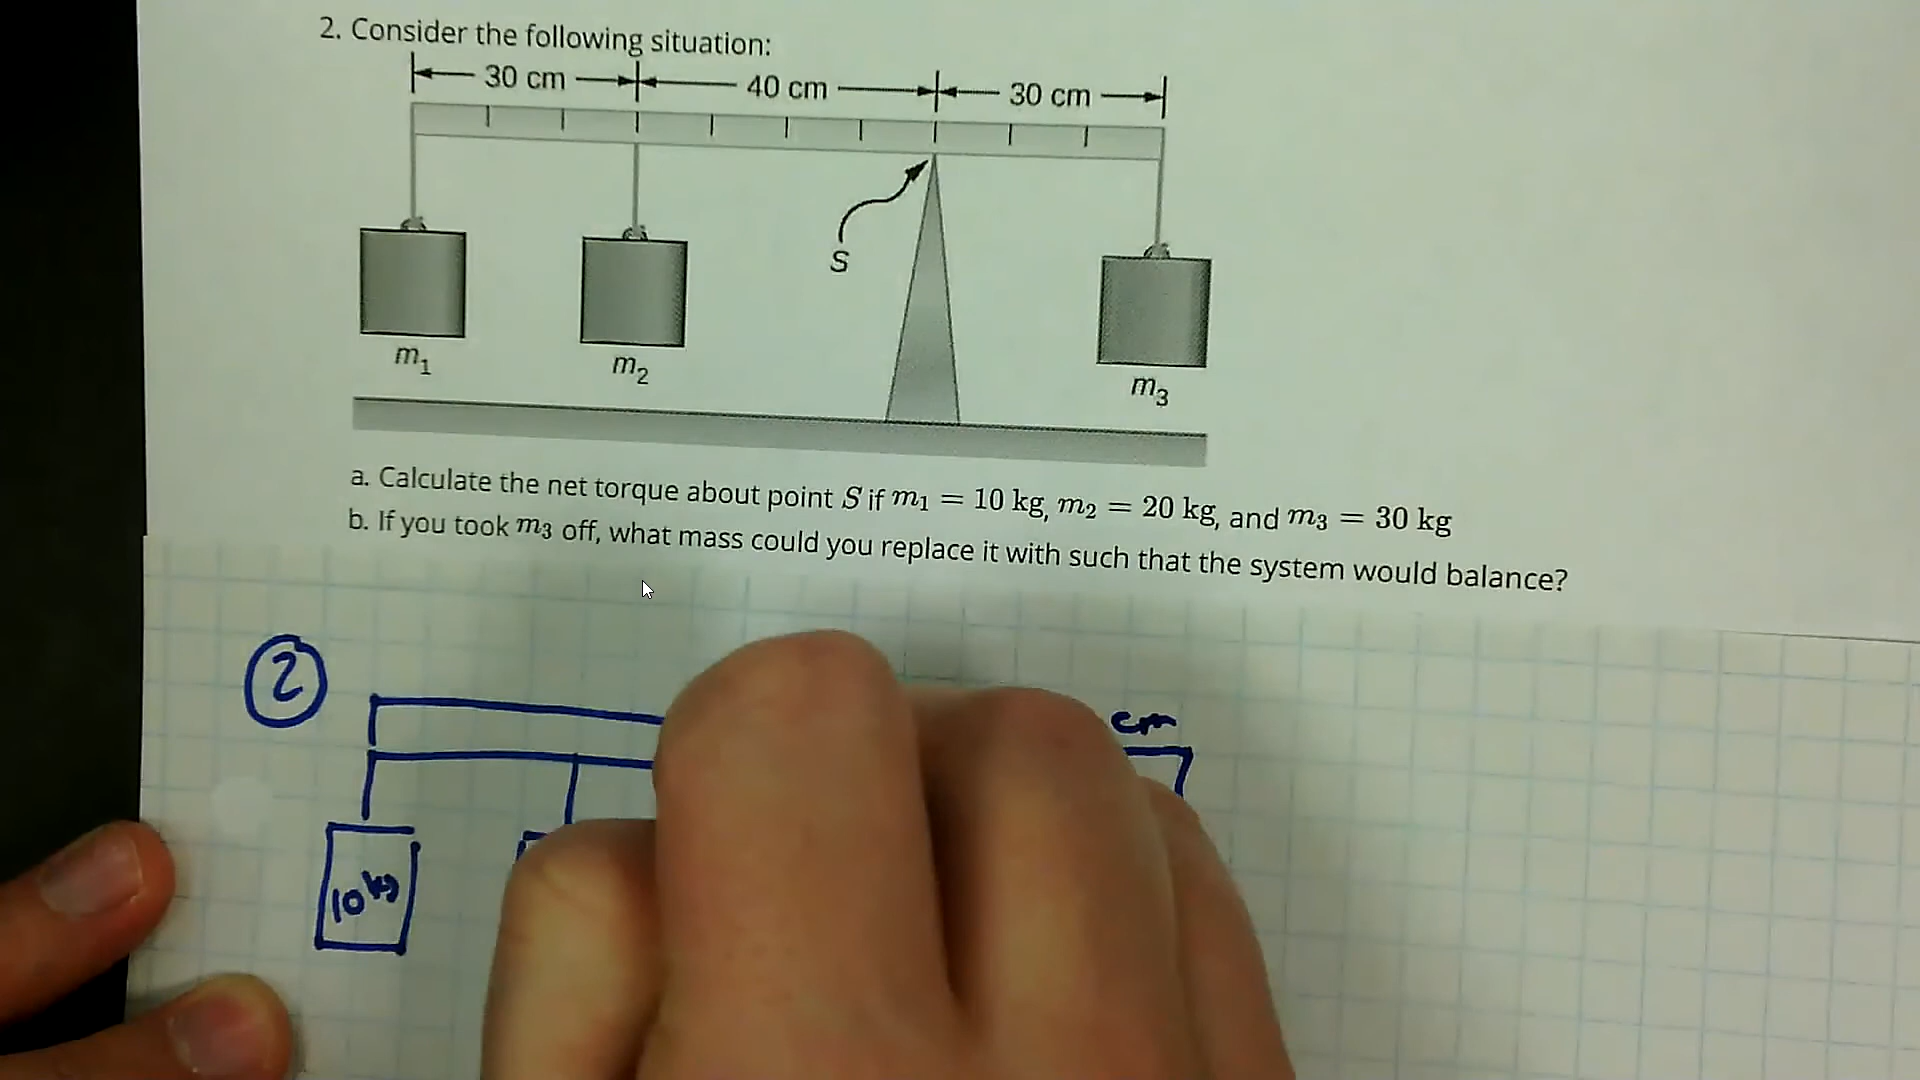 2. Consider the following situation:
30 cm 40 cm 30 cm
S
m₁ m₂ m₃
a. Calculate the net torque about point S if m₁ = 10 kg, m₂ = 20 kg, and m₃ = 30 kg
b. If you took m₃ off, what mass could you replace it with such that the system would balance?
2
cm
10 kg